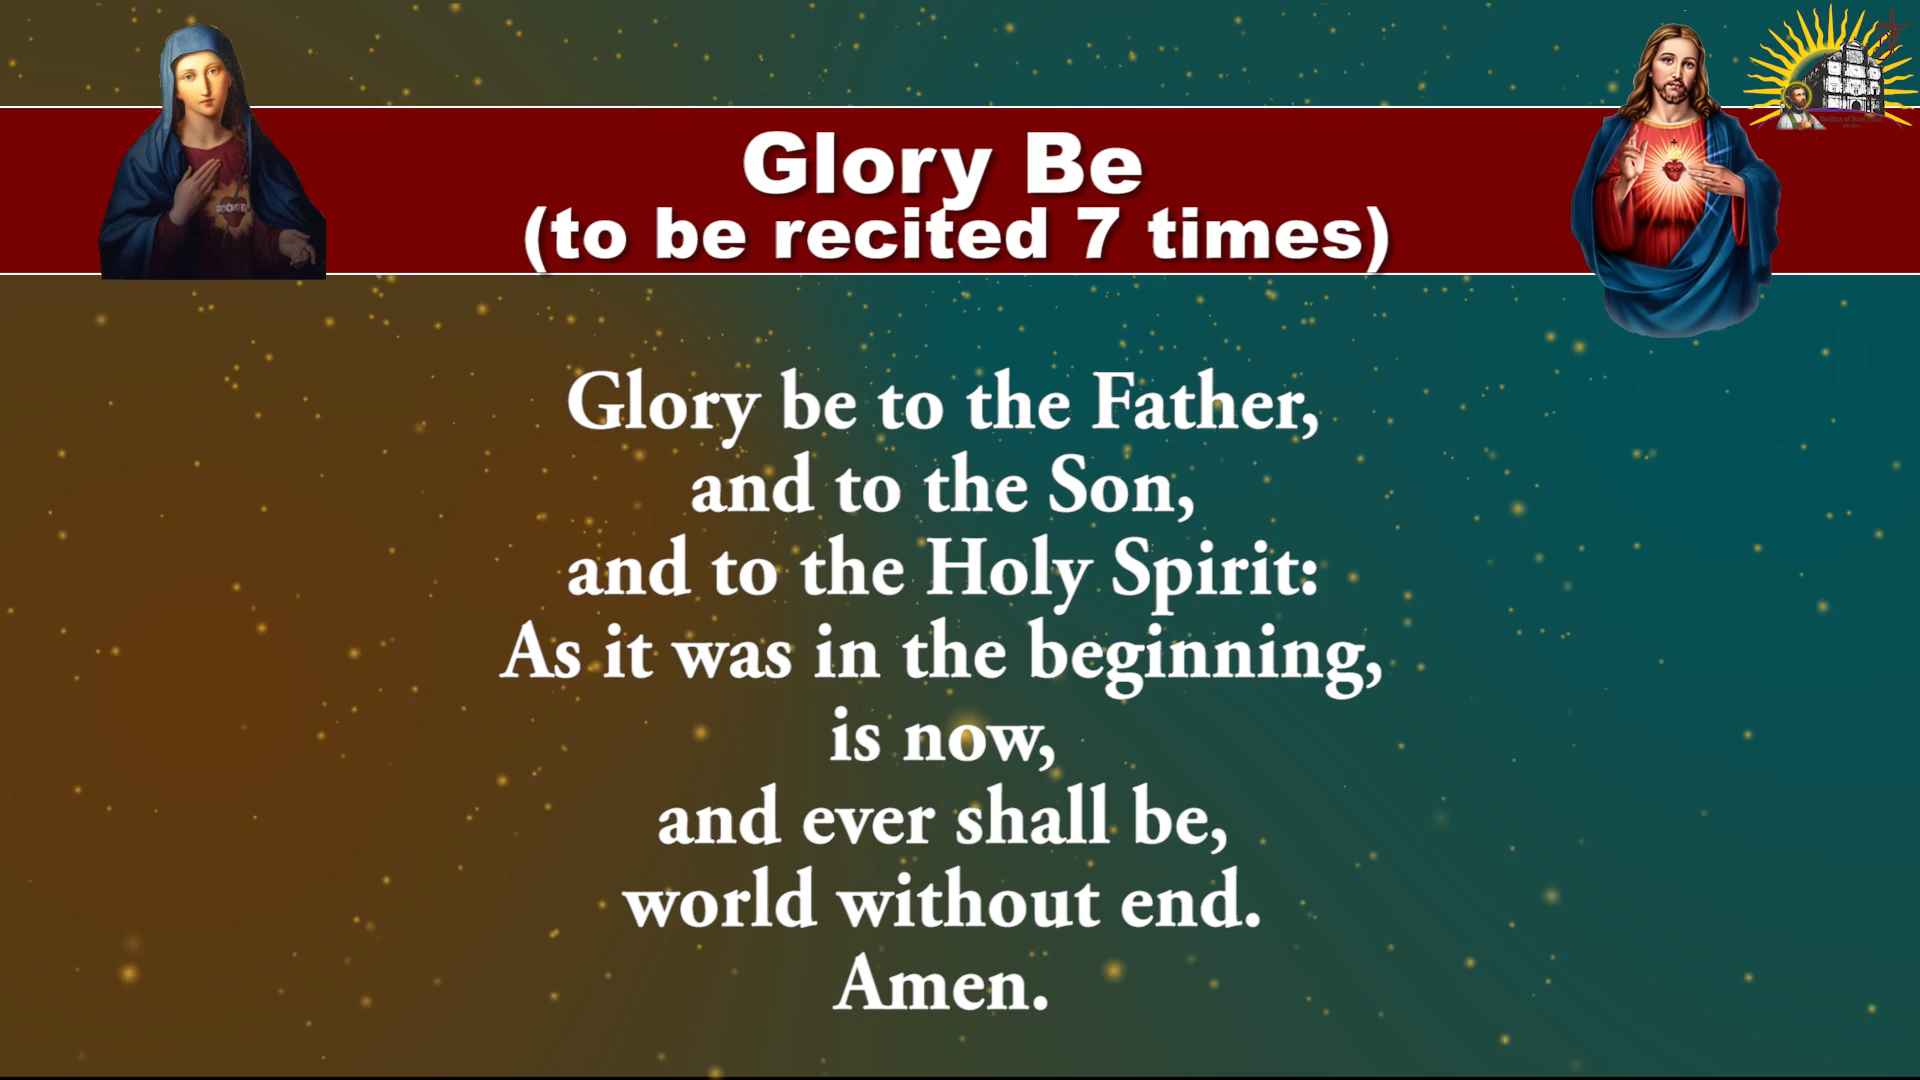 Glory Be
(to be recited 7 times)
Glory be to the Father,
and to the Son,
and to the Holy Spirit:
As it was in the beginning,
is now,
and ever shall be,
world without end.
Amen.